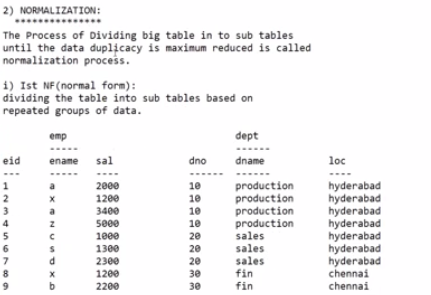 2) NORMALIZATION:
***************
The Process of Dividing big table in to sub tables
until the data duplicacy is maximum reduced is called
normalization process.
i) Ist NF(normal form):
dividing the table into sub tables based on
repeated groups of data.
emp dept
----- ------
eid ename sal dno dname loc
--- ----- ---- ------ ------ ----
1 a 2000 10 production hyderabad
2 x 1200 10 production hyderabad
3 a 3400 10 production hyderabad
4 z 5000 10 production hyderabad
5 c 1000 20 sales hyderabad
6 s 1300 20 sales hyderabad
7 d 2300 20 sales hyderabad
8 x 1200 30 fin chennai
9 b 2200 30 fin chennai